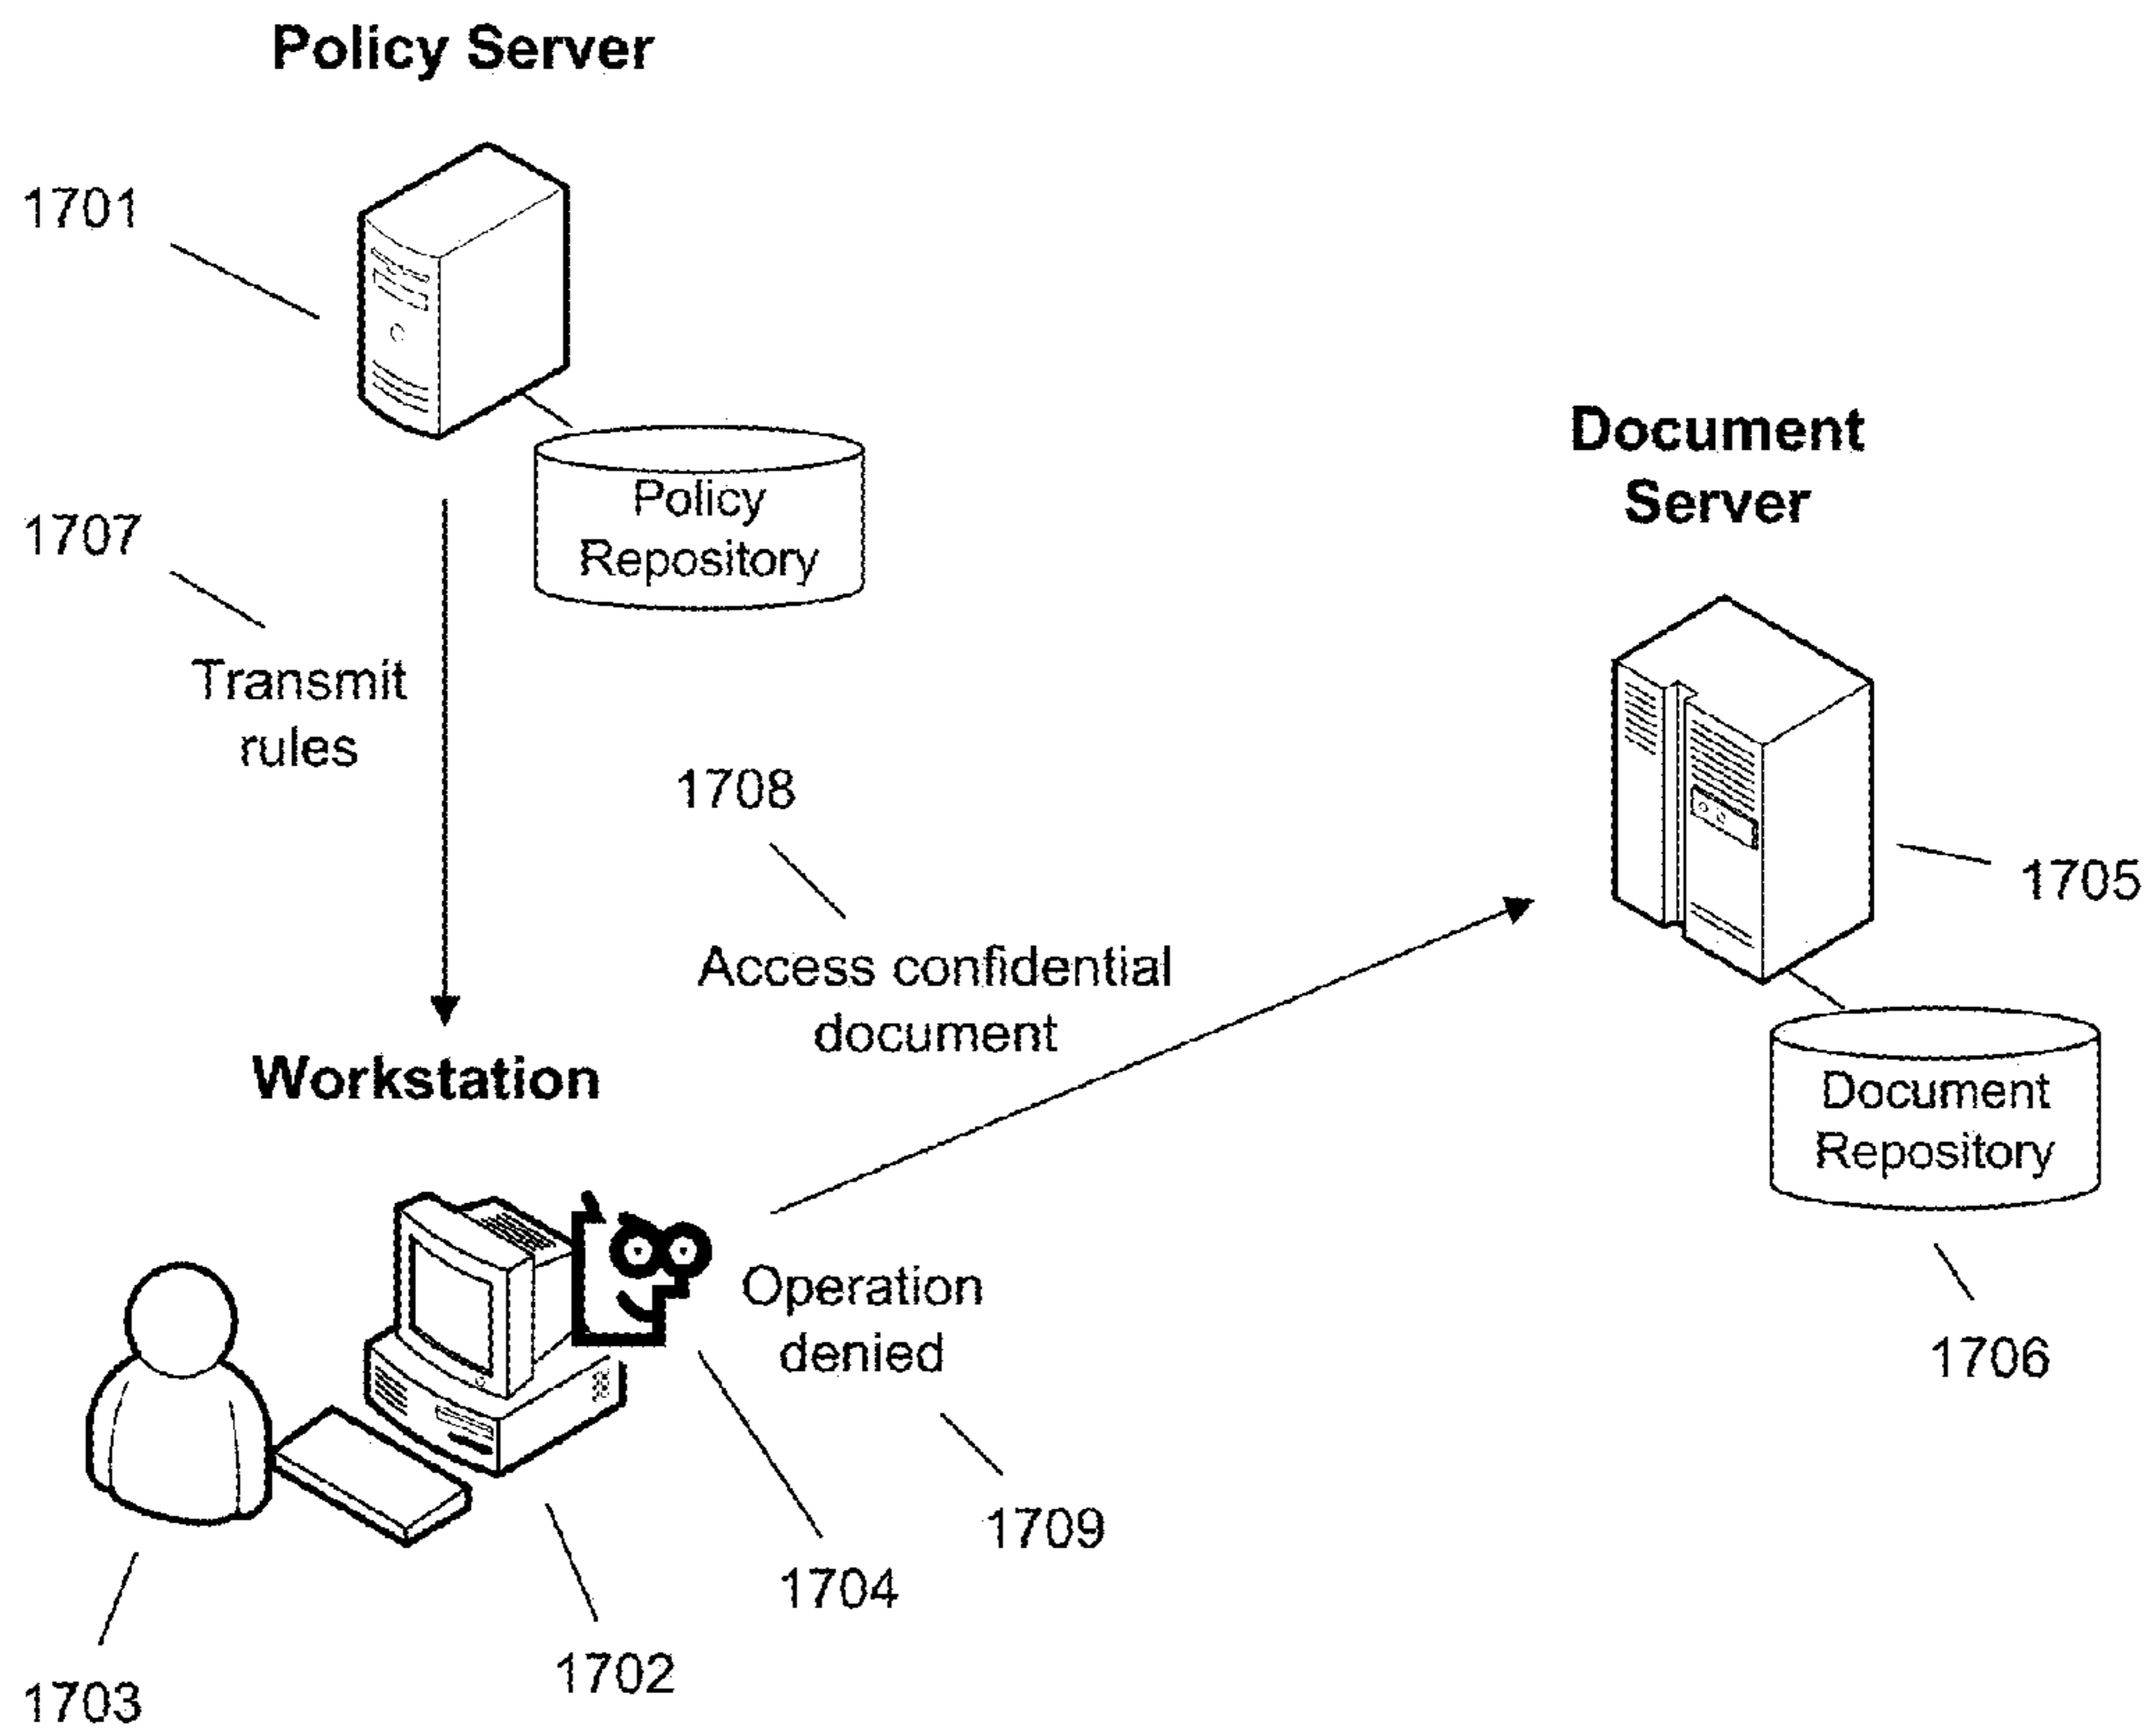 Policy Server
1701
Policy
Repository
1707
Transmit
rules
Document
Server
1708
1705
Access confidential
document
Workstation
Document
Repository
Operation
denied
1706
1709
1704
1702
1703